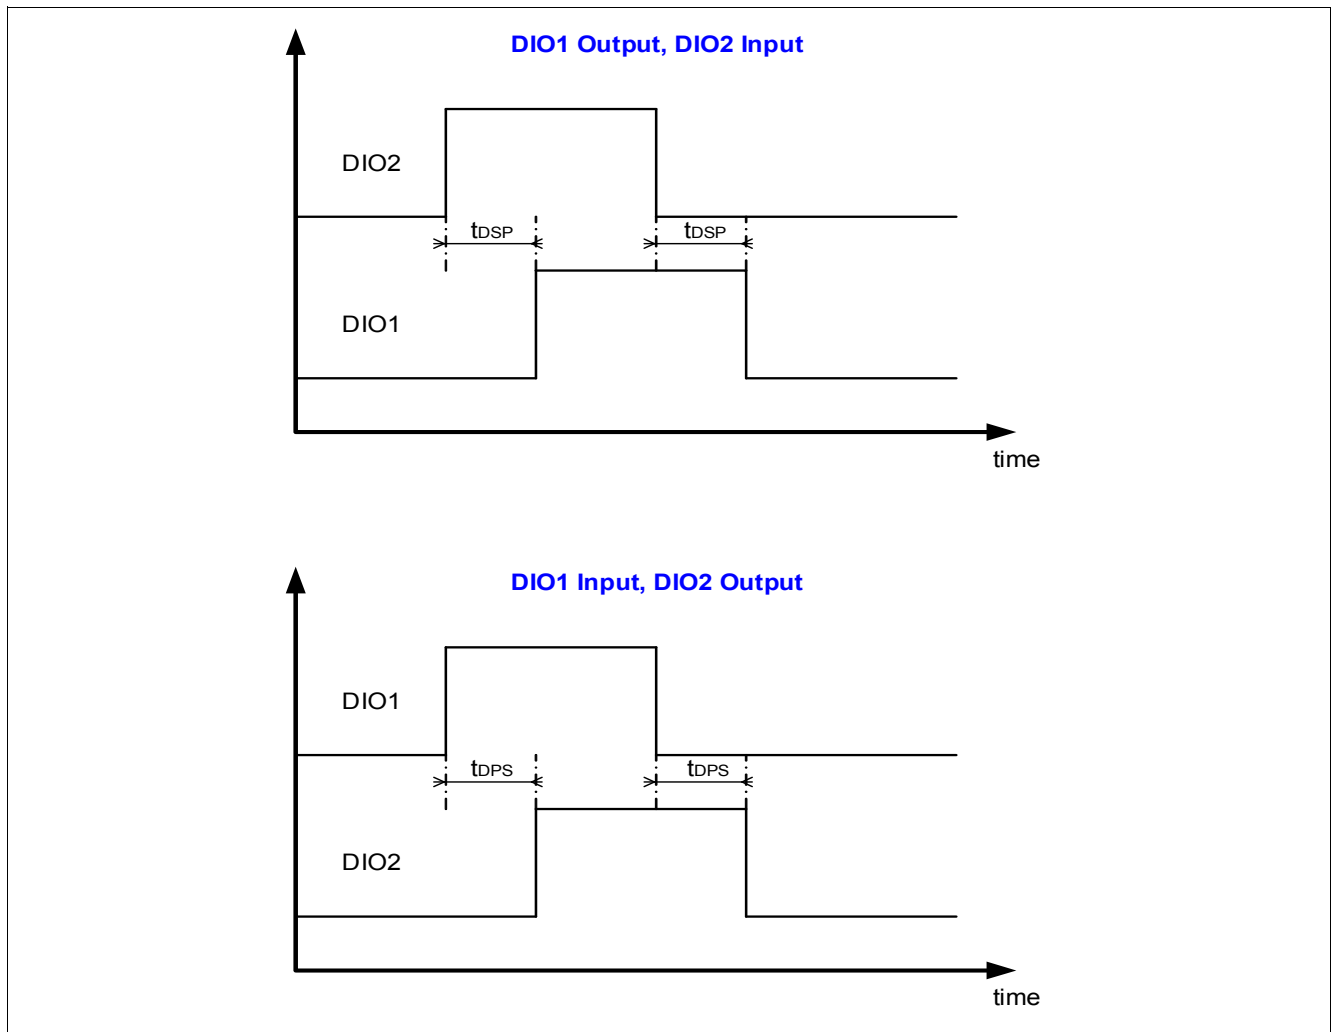 DIO1 Output, DIO2 Input
DIO2
tDSP tDSP
DIO1
time
DIO1 Input, DIO2 Output
DIO1
tDPS tDPS
DIO2
time